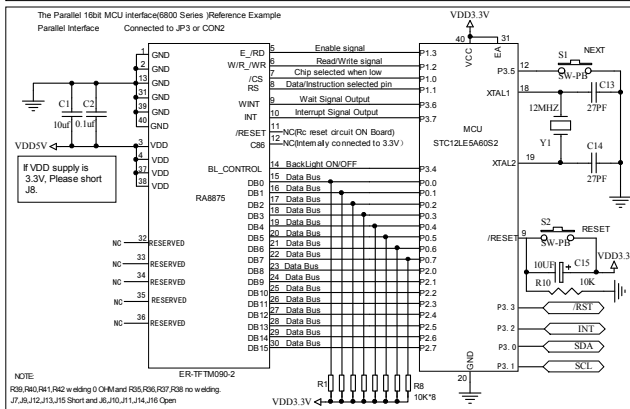 The Parallel 16bit MCU interface(6800 Series )Reference Example
Parallel Interface Connected to JP3 or CON2
VDD3.3V
1 GND
2 GND
13 GND
31 GND
39 GND
40 GND
3 VDD
4 VDD
37 VDD
38 VDD
C1
10uf
C2
0.1uf
VDD5V
If VDD supply is
3.3V, Please short
J8.
NC 32 RESERVED
NC 33 RESERVED
NC 34 RESERVED
NC 35 RESERVED
NC 36 RESERVED
RA8875
ER-TFTM090-2
E_/RD 5 Enable signal P1.3
W/R_/WR 6 Read/Write signal P1.2
/CS 7 Chip selected when low P1.0
RS 8 Data/Instruction selected pin P1.1
WINT 9 Wait Signal Output P3.6
INT 10 Interrupt Signal Output P3.7
/RESET 11 NC(Rc reset circuit ON Board)
C86 12 NC(Internally connected to 3.3V)
BL_CONTROL 14 BackLight ON/OFF P3.4
DB0 15 Data Bus P0.0
DB1 16 Data Bus P0.1
DB2 17 Data Bus P0.2
DB3 18 Data Bus P0.3
DB4 19 Data Bus P0.4
DB5 20 Data Bus P0.5
DB6 21 Data Bus P0.6
DB7 22 Data Bus P0.7
DB8 23 Data Bus P2.0
DB9 24 Data Bus P2.1
DB10 25 Data Bus P2.2
DB11 26 Data Bus P2.3
DB12 27 Data Bus P2.4
DB13 28 Data Bus P2.5
DB14 29 Data Bus P2.6
DB15 30 Data Bus P2.7
R1
R8
10K*8
VDD3.3V
40 VCC
31 EA
MCU
STC12LE5A60S2
GND
20
P3.5 12
S1
NEXT
SW-PB
XTAL1 18
12MHZ
Y1
C13
27PF
XTAL2 19
C14
27PF
/RESET 9
S2
RESET
SW-PB
VDD3.3
10UF + C15
R10 10K
P3. 3 /RST
P3. 2 INT
P3. 0 SDA
P3. 1 SCL
NOTE:
R39,R40,R41,R42 welding 0 OHM and R35,R36,R37,R38 no welding.
J7,J9,J12,J13,J15 Short and J6,J10,J11,J14,J16 Open